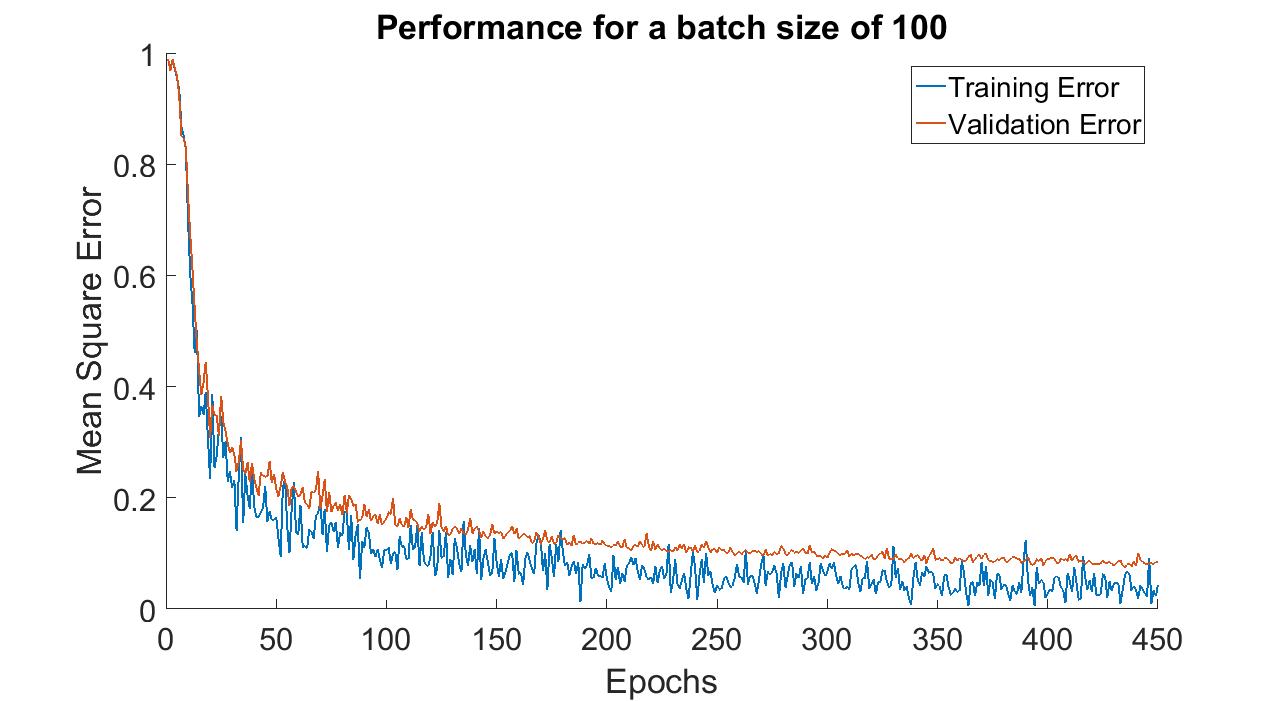 Performance for a batch size of 100
Training Error
Validation Error
Mean Square Error
1
0.8
0.6
0.4
0.2
0
0 50 100 150 200 250 300 350 400 450
Epochs